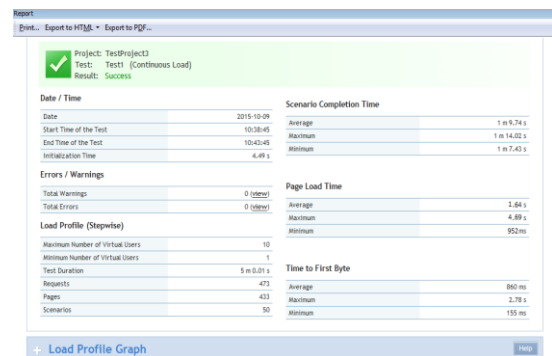 Report
Print... Export to HTML Export to PDF...
Project: TestProject3
Test: Test1 (Continuous Load)
Result: Success
Date / Time
Date 2015-10-09
Start Time of the Test 10:38:45
End Time of the Test 10:43:45
Initialization Time 4.49 s
Errors / Warnings
Total Warnings 0 (view)
Total Errors 0 (view)
Load Profile (Stepwise)
Maximum Number of Virtual Users 10
Minimum Number of Virtual Users 1
Test Duration 5 m 0.01 s
Requests 473
Pages 433
Scenarios 50
Scenario Completion Time
Average 1 m 9.74 s
Maximum 1 m 14.02 s
Minimum 1 m 7.43 s
Page Load Time
Average 1.64 s
Maximum 4.89 s
Minimum 952ms
Time to First Byte
Average 860 ms
Maximum 2.78 s
Minimum 155 ms
+ Load Profile Graph
Help